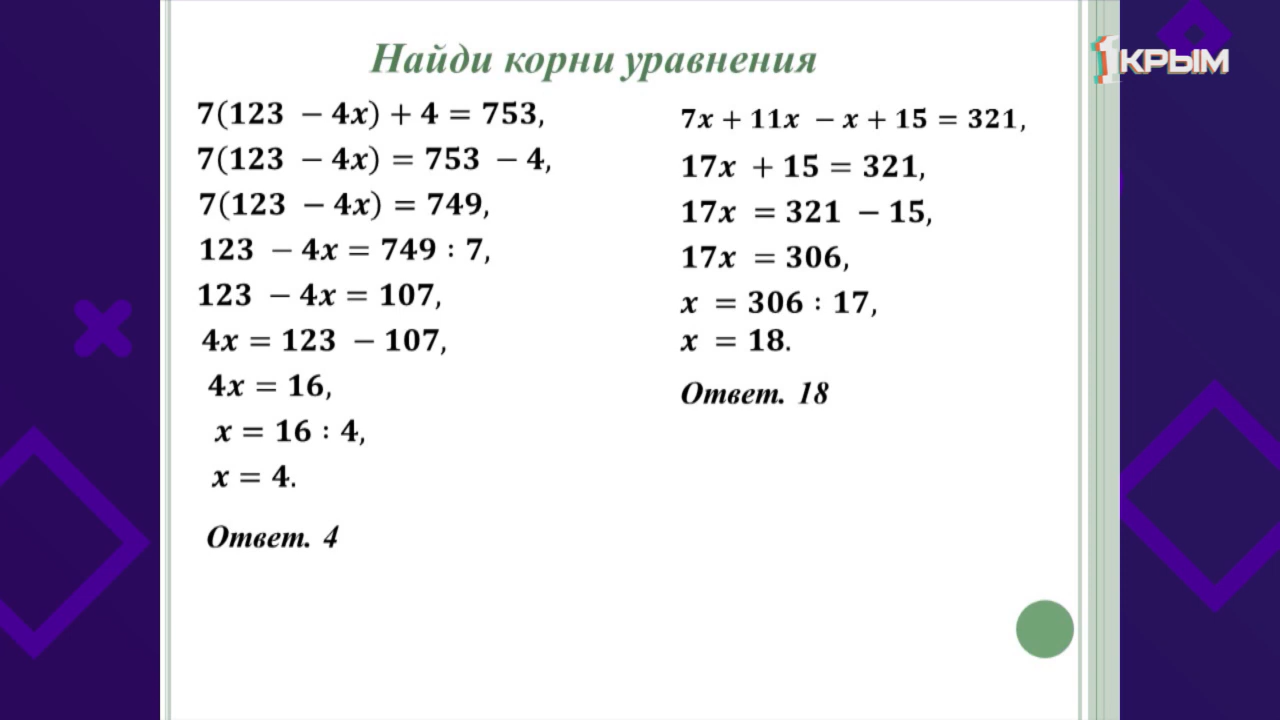 Найди корни уравнения
7(123 − 4x) + 4 = 753,
7(123 − 4x) = 753 − 4,
7(123 − 4x) = 749,
123 − 4x = 749 : 7,
123 − 4x = 107,
4x = 123 − 107,
4x = 16,
x = 16 : 4,
x = 4.
Ответ. 4
7x + 11x − x + 15 = 321,
17x + 15 = 321,
17x = 321 − 15,
17x = 306,
x = 306 : 17,
x = 18.
Ответ. 18
1КРЫМ